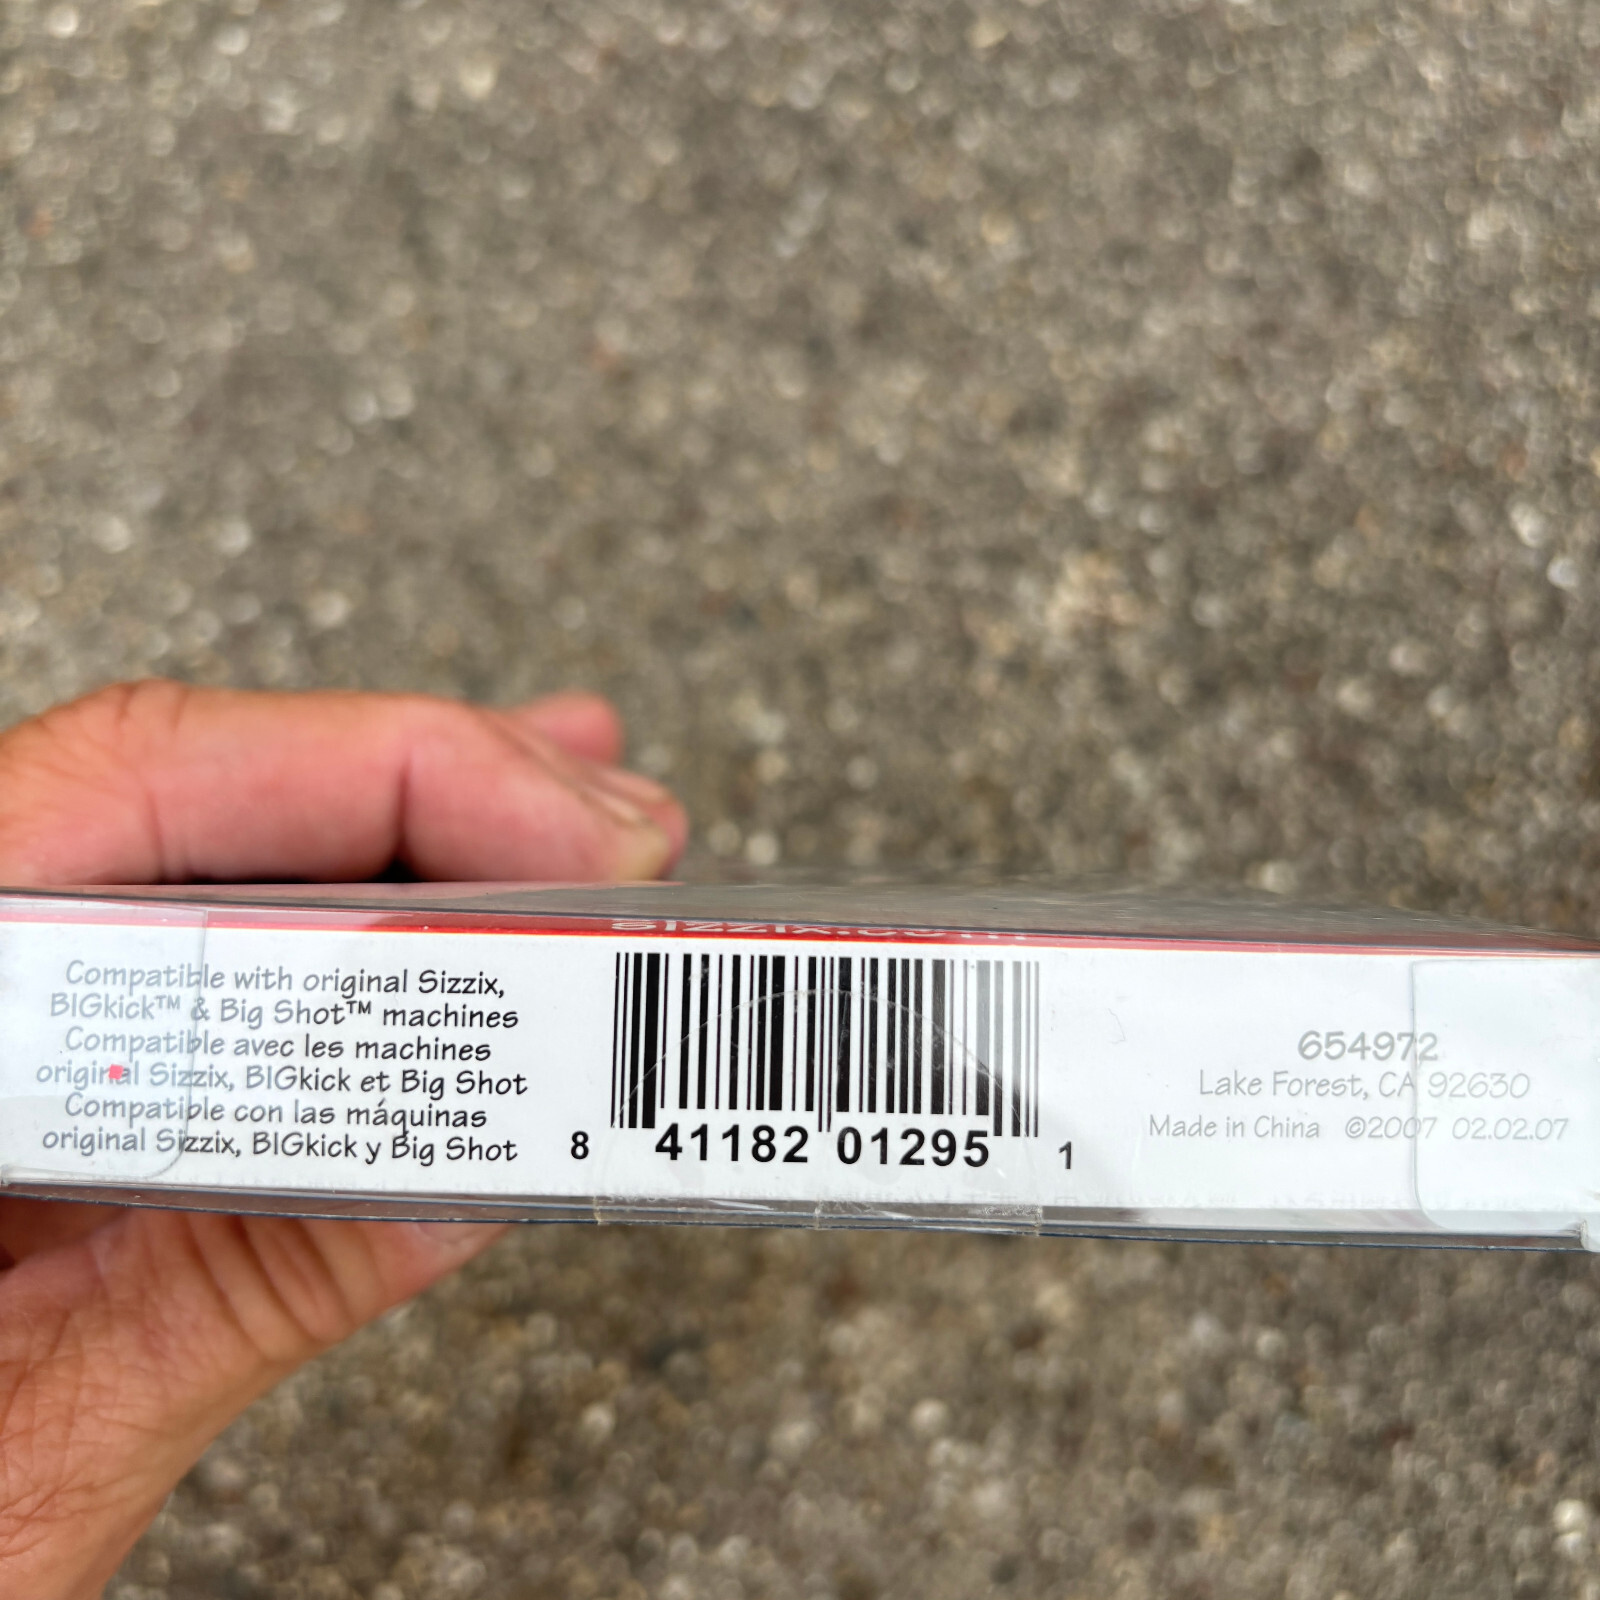 sizzix.com
Compatible with original Sizzix,
BIGkick™ & Big Shot™ machines
Compatible avec les machines
original Sizzix, BIGkick et Big Shot
Compatible con las máquinas
original Sizzix, BIGkick y Big Shot
8 41182 01295 1
654972
Lake Forest, CA 92630
Made in China ©2007 02.02.07